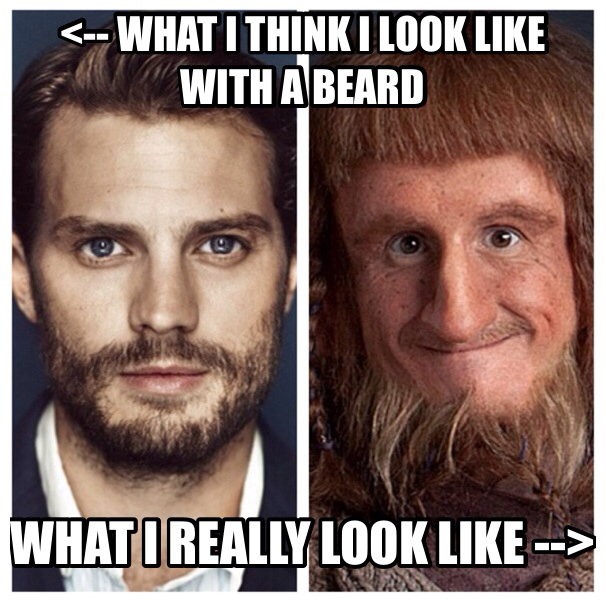 <-- WHAT I THINK I LOOK LIKE
WITH A BEARD
WHAT I REALLY LOOK LIKE -->